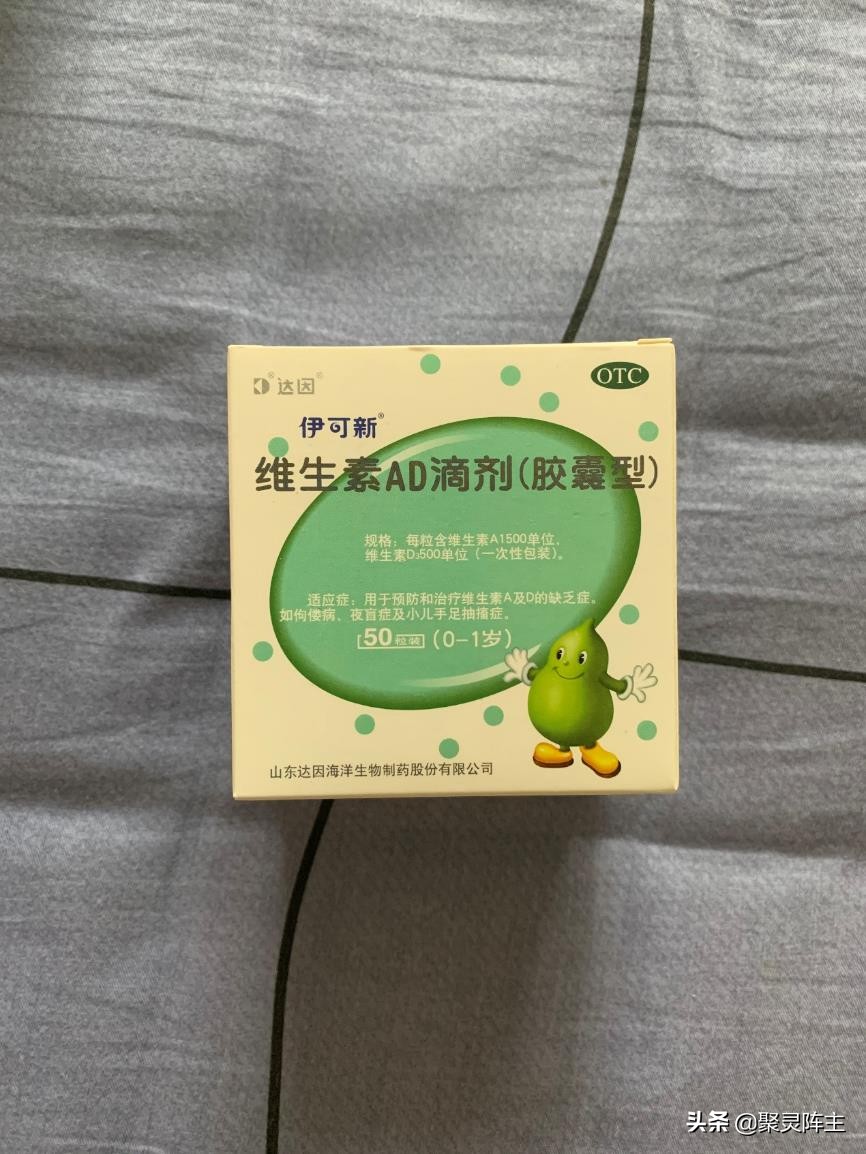 达因
OTC
伊可新
维生素AD滴剂(胶囊型)
规格：每粒含维生素A1500单位，
维生素D₃500单位（一次性包装）。
适应症：用于预防和治疗维生素A及D的缺乏症。
如佝偻病、夜盲症及小儿手足抽搐症。
50粒装 (0-1岁)
山东达因海洋生物制药股份有限公司
头条 @聚灵阵主